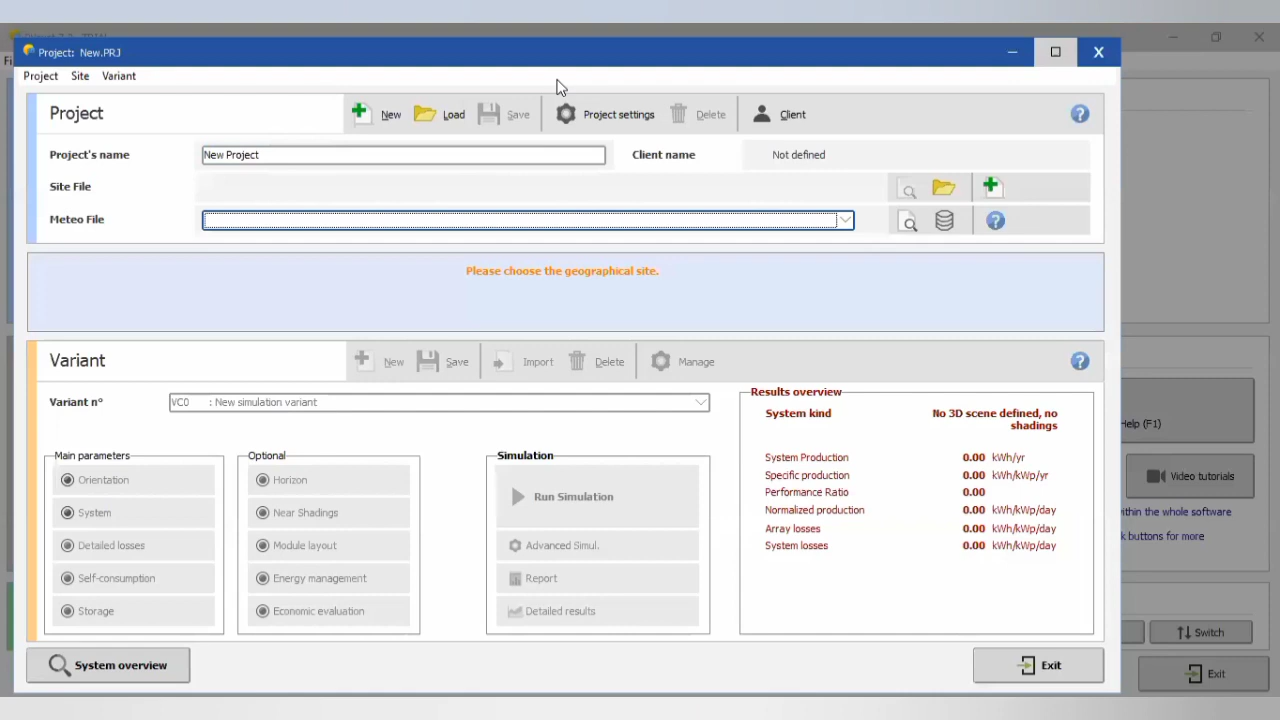 Project: New.PRJ
Project Site Variant
Project
New Load Save Project settings Delete Client
Project's name New Project Client name Not defined
Site File
Meteo File
Please choose the geographical site.
Variant
New Save Import Delete Manage
Variant n° VC0 : New simulation variant
Main parameters
Orientation
System
Detailed losses
Self-consumption
Storage
Optional
Horizon
Near Shadings
Module layout
Energy management
Economic evaluation
Simulation
Run Simulation
Advanced Simul.
Report
Detailed results
Results overview
System kind No 3D scene defined, no
shadings
System Production 0.00 kWh/yr
Specific production 0.00 kWh/kWp/yr
Performance Ratio 0.00
Normalized production 0.00 kWh/kWp/day
Array losses 0.00 kWh/kWp/day
System losses 0.00 kWh/kWp/day
System overview
Exit
Help (F1)
Video tutorials
within the whole software
k buttons for more
Switch
Exit